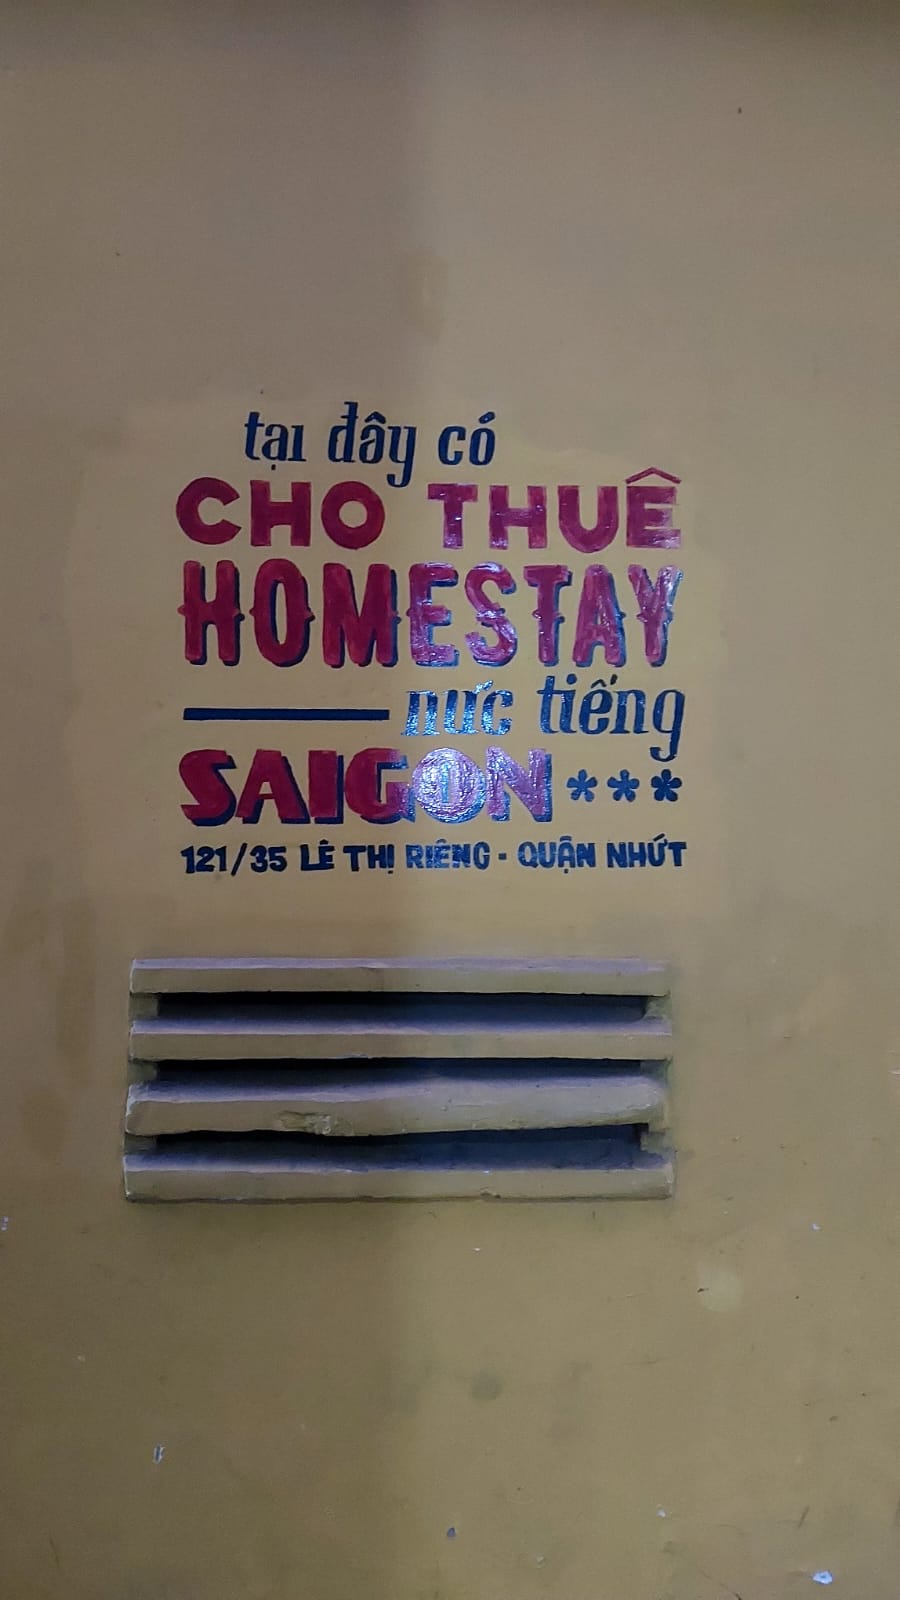 tại đây có
CHO THUÊ
HOMESTAY
nức tiếng
SAIGON ***
121/35 LÊ THỊ RIÊNG - QUẬN NHỨT